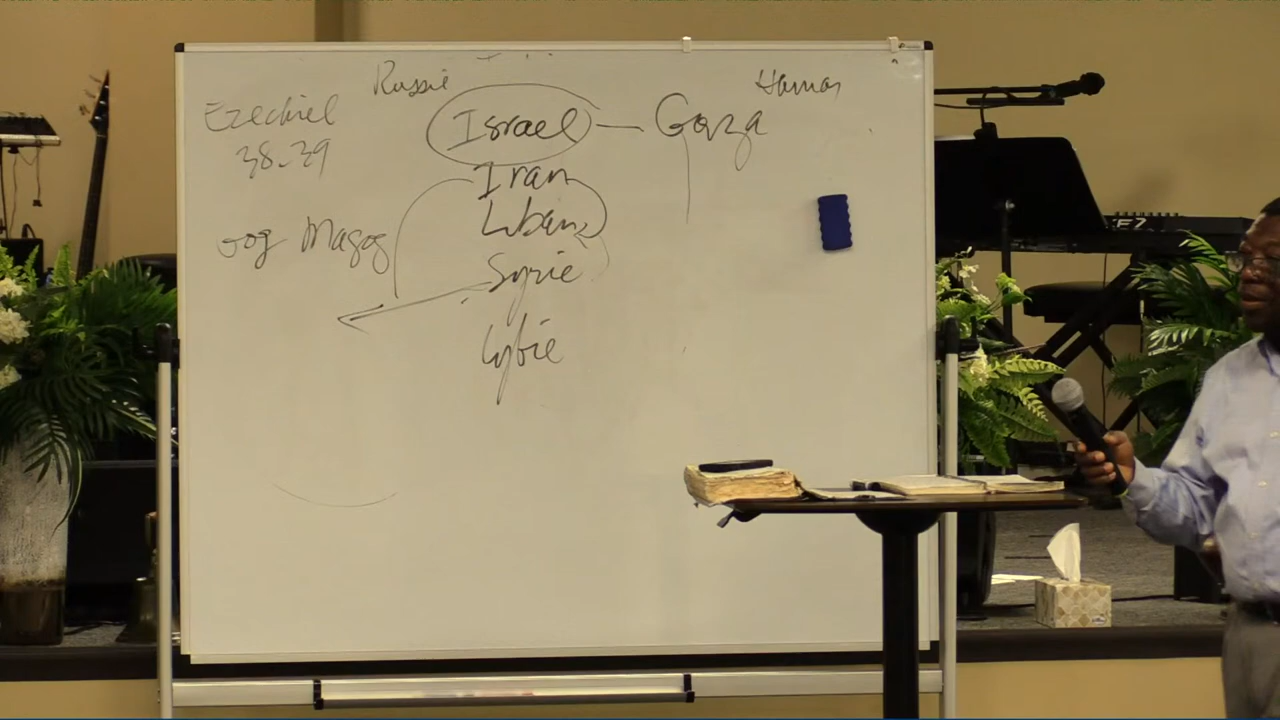 Russie
Hamas
Ezechiel
38-39
Israel — Gaza
Iran
Liban
gog Magog
Syrie
Lybie